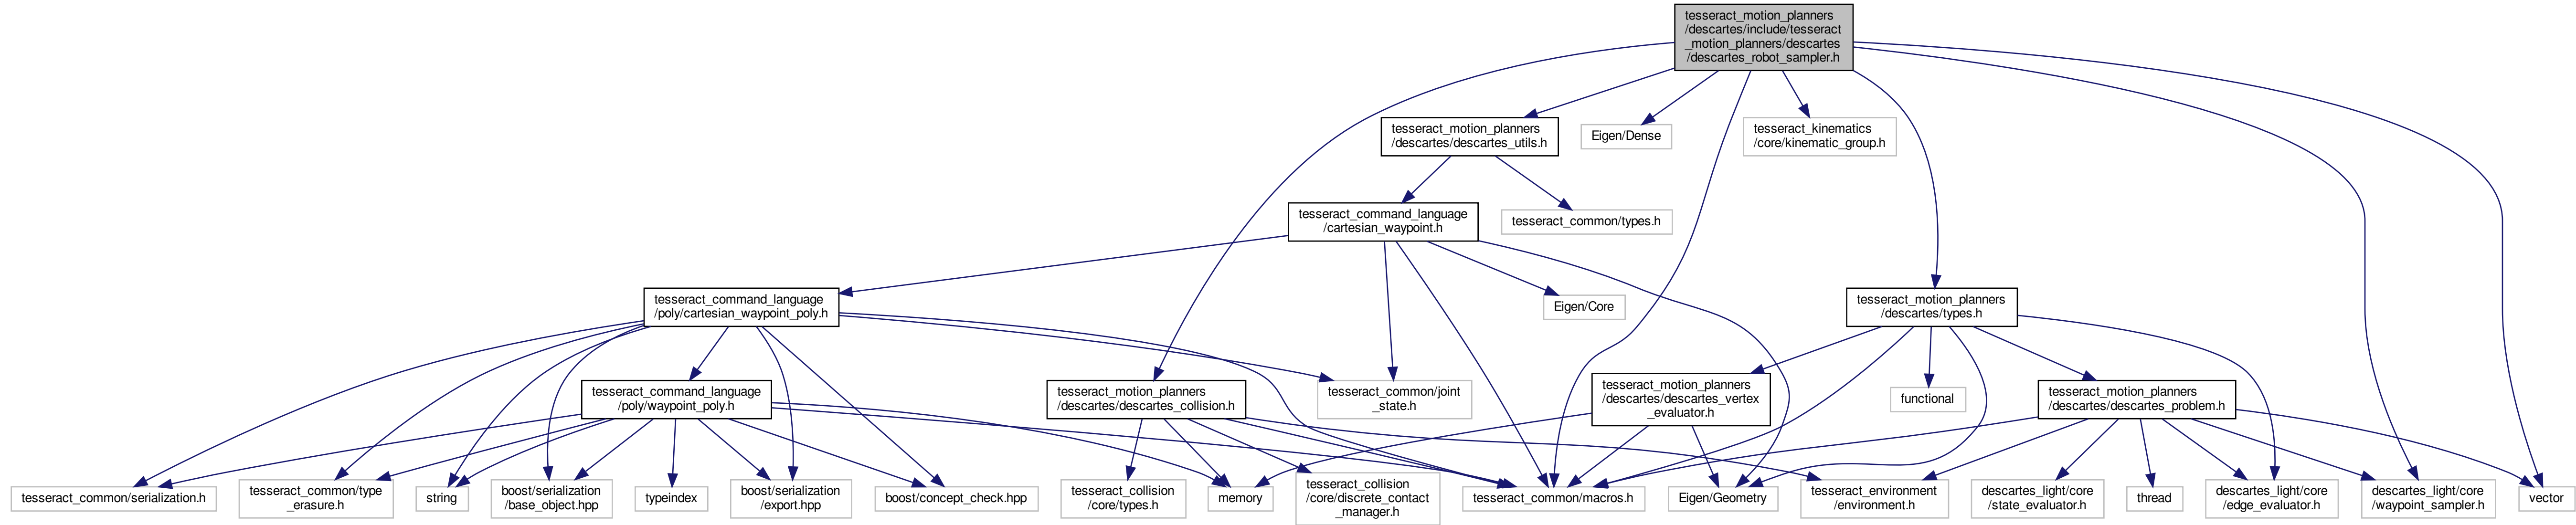 tesseract_motion_planners
/descartes/include/tesseract
_motion_planners/descartes
/descartes_robot_sampler.h
tesseract_motion_planners
/descartes/descartes_utils.h
Eigen/Dense
tesseract_kinematics
/core/kinematic_group.h
tesseract_command_language
/cartesian_waypoint.h
tesseract_common/types.h
tesseract_command_language
/poly/cartesian_waypoint_poly.h
Eigen/Core
tesseract_motion_planners
/descartes/types.h
tesseract_command_language
/poly/waypoint_poly.h
tesseract_motion_planners
/descartes/descartes_collision.h
tesseract_common/joint
_state.h
tesseract_motion_planners
/descartes/descartes_vertex
_evaluator.h
functional
tesseract_motion_planners
/descartes/descartes_problem.h
tesseract_common/serialization.h
tesseract_common/type
_erasure.h
string
boost/serialization
/base_object.hpp
typeindex
boost/serialization
/export.hpp
boost/concept_check.hpp
tesseract_collision
/core/types.h
memory
tesseract_collision
/core/discrete_contact
_manager.h
tesseract_common/macros.h
Eigen/Geometry
tesseract_environment
/environment.h
descartes_light/core
/state_evaluator.h
thread
descartes_light/core
/edge_evaluator.h
descartes_light/core
/waypoint_sampler.h
vector